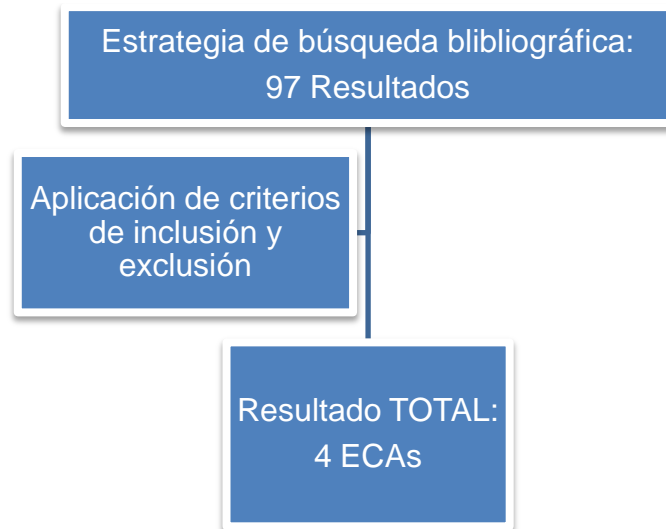 Estrategia de búsqueda blibliográfica:
97 Resultados
Aplicación de criterios
de inclusión y
exclusión
Resultado TOTAL:
4 ECAs